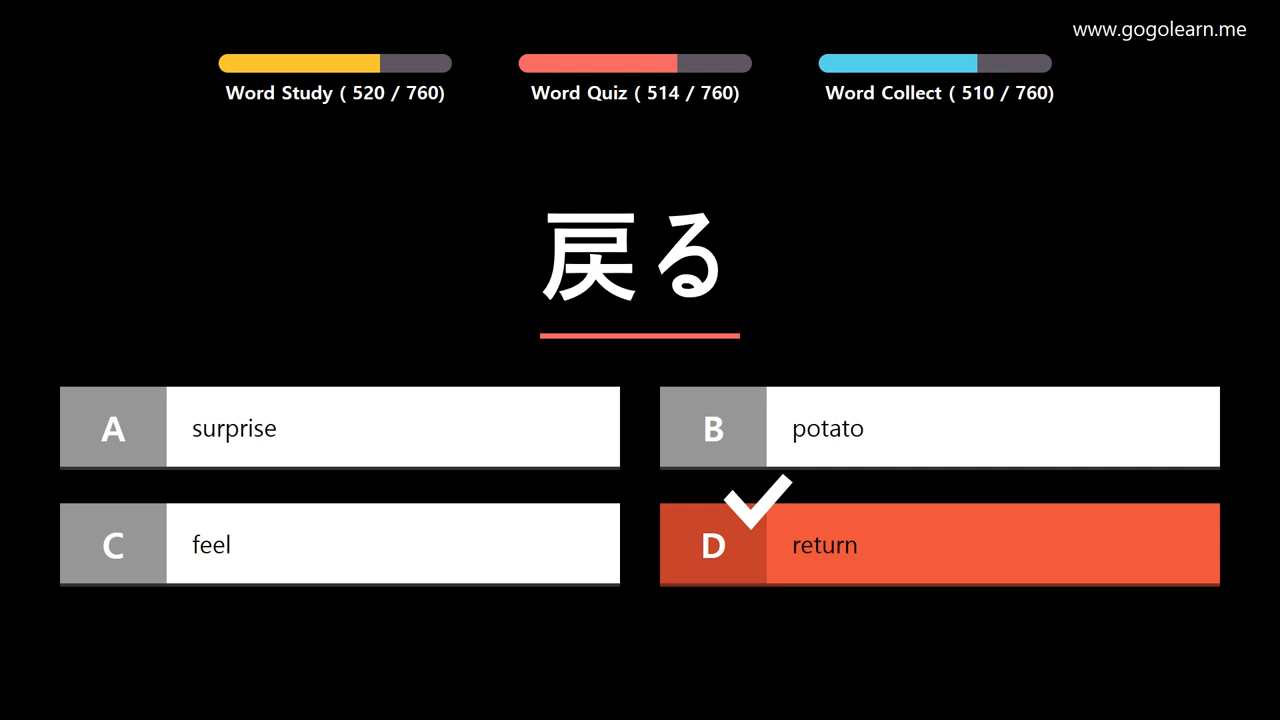 www.gogolearn.me
Word Study ( 520 / 760)
Word Quiz ( 514 / 760)
Word Collect ( 510 / 760)
戻る
A surprise
B potato
C feel
D return